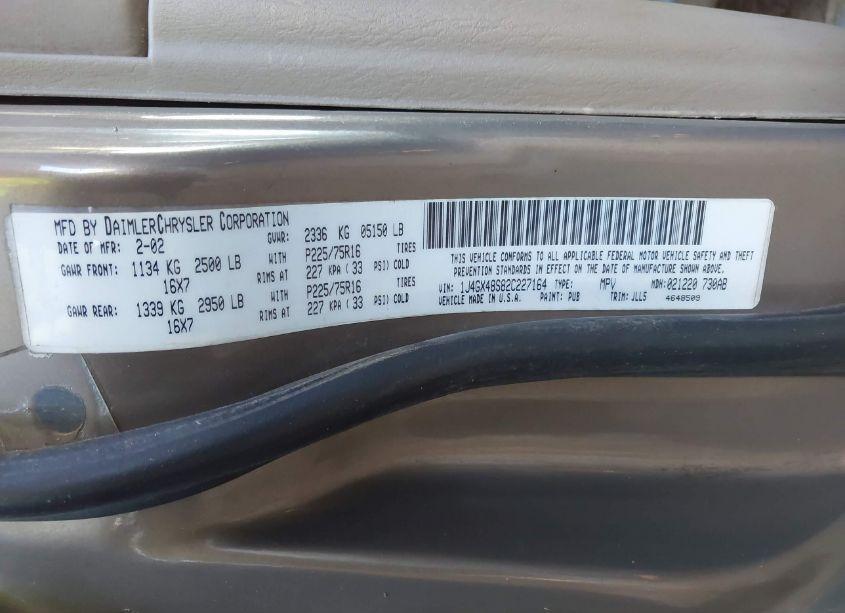 MFD BY DAIMLERCHRYSLER CORPORATION
DATE OF MFR: 2-02 GVWR: 2336 KG 05150 LB
GAWR FRONT: 1134 KG 2500 LB WITH P225/75R16 TIRES
16X7 RIMS AT 227 KPA ( 33 PSI) COLD
GAWR REAR: 1339 KG 2950 LB WITH P225/75R16 TIRES
16X7 RIMS AT 227 KPA ( 33 PSI) COLD
THIS VEHICLE CONFORMS TO ALL APPLICABLE FEDERAL MOTOR VEHICLE SAFETY AND THEFT
PREVENTION STANDARDS IN EFFECT ON THE DATE OF MANUFACTURE SHOWN ABOVE.
VIN: 1J4GX48S82C227164 TYPE: MPV MDH: 021220 730AB
VEHICLE MADE IN U.S.A. PAINT: PUB TRIM: JLL5 4648509